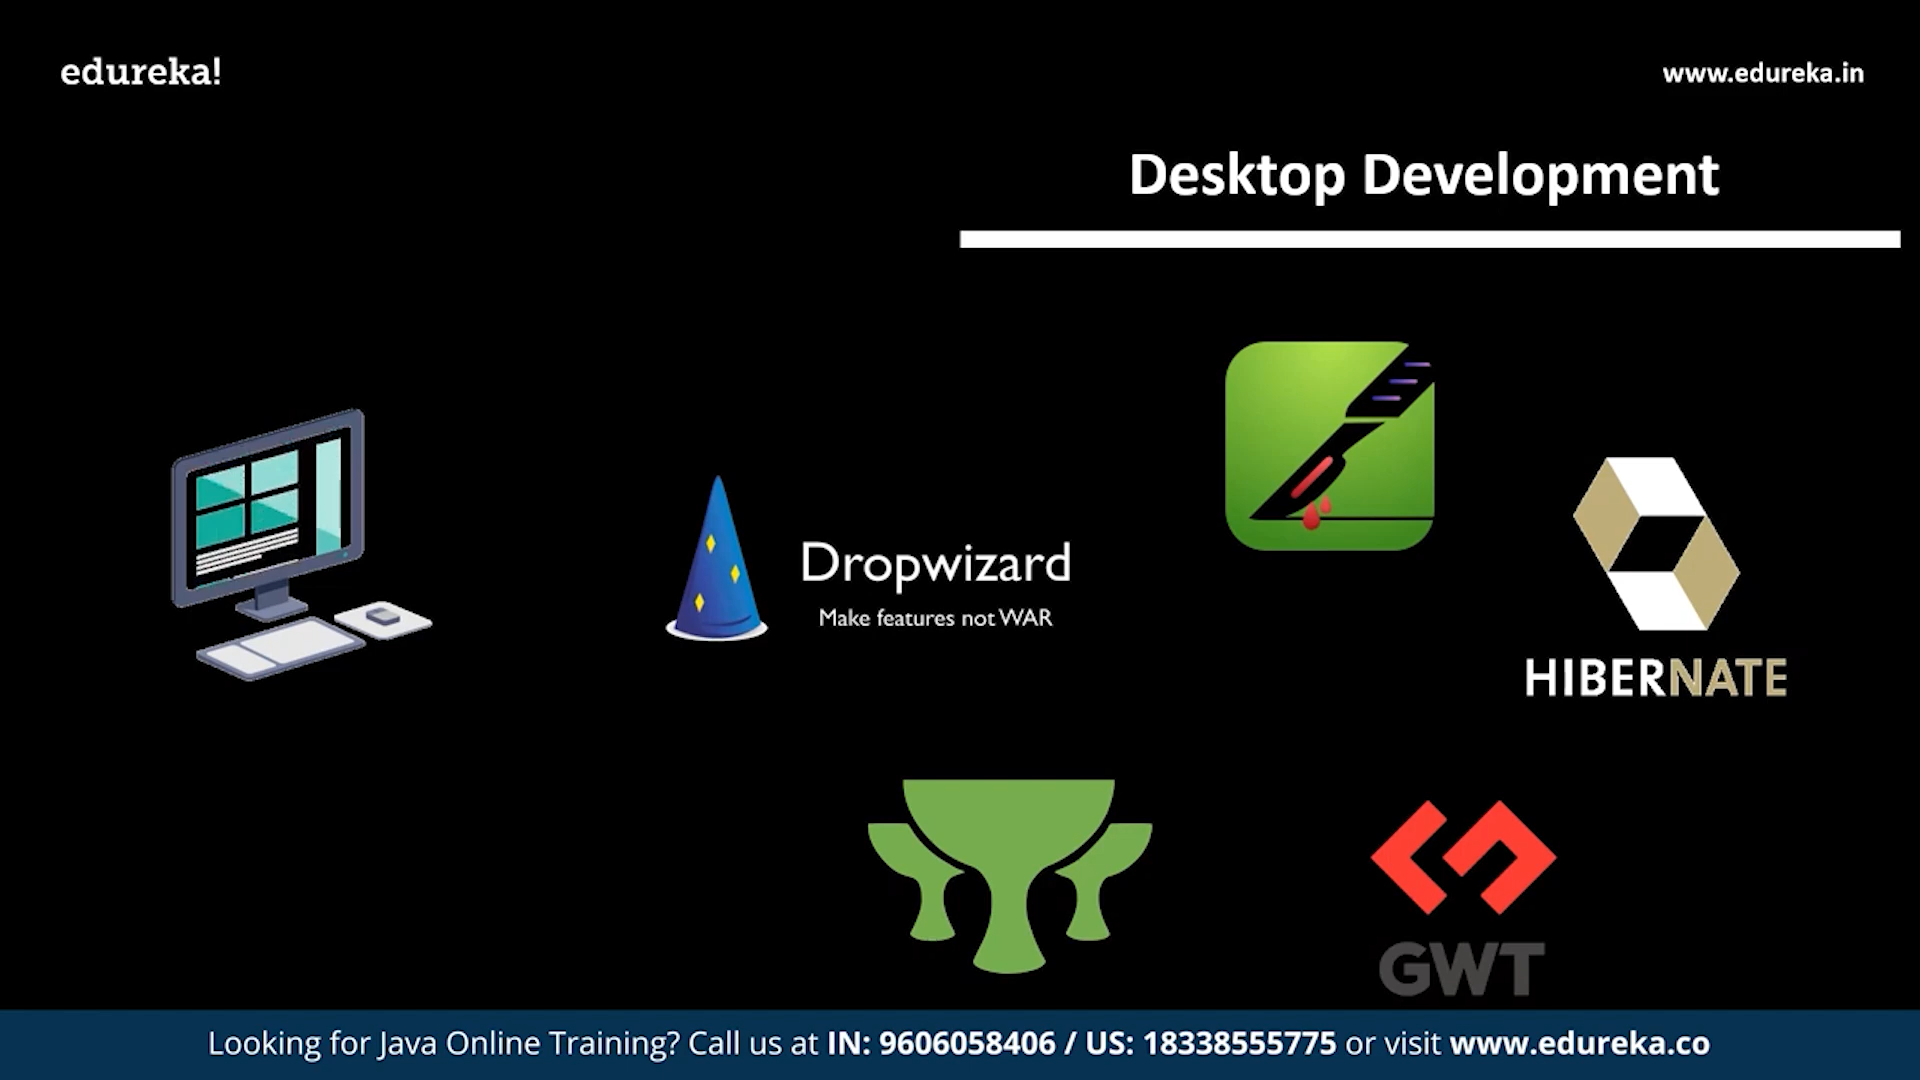 edureka!
www.edureka.in
Desktop Development
Dropwizard
Make features not WAR
HIBERNATE
GWT
Looking for Java Online Training? Call us at IN: 9606058406 / US: 18338555775 or visit www.edureka.co